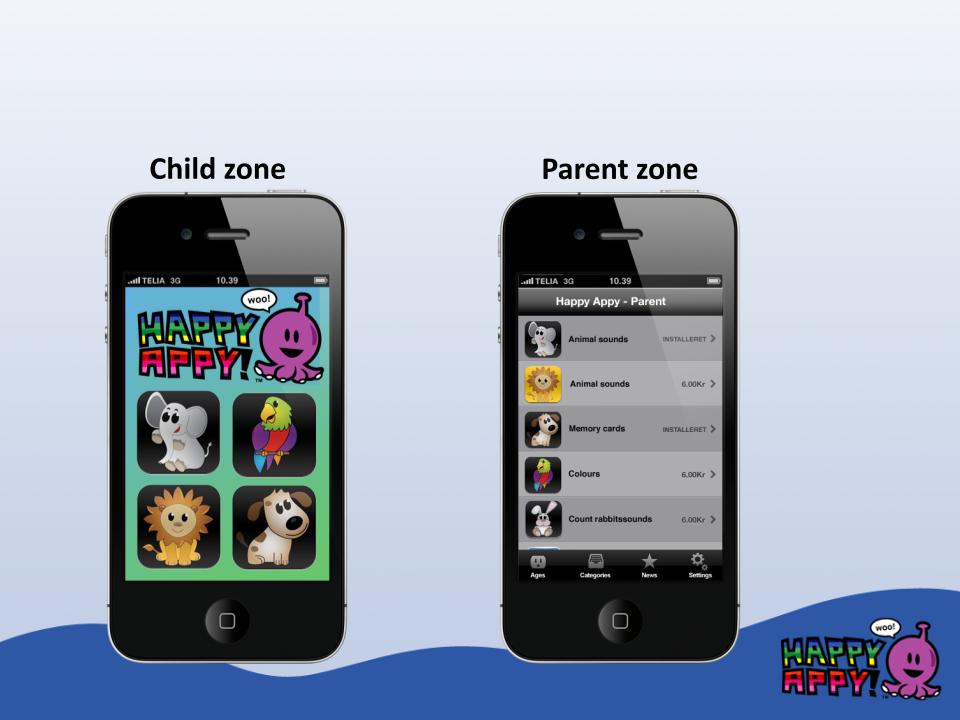 Child zone
Parent zone
TELIA 3G 10.39
woo!
HAPPY
APPY!
TM
TELIA 3G 10.39
Happy Appy - Parent
Animal sounds INSTALLERET
Animal sounds 6.00Kr
Memory cards INSTALLERET
Colours 6.00Kr
Count rabbitssounds 6.00Kr
Ages Categories News Settings
woo!
HAPPY
APPY!
TM